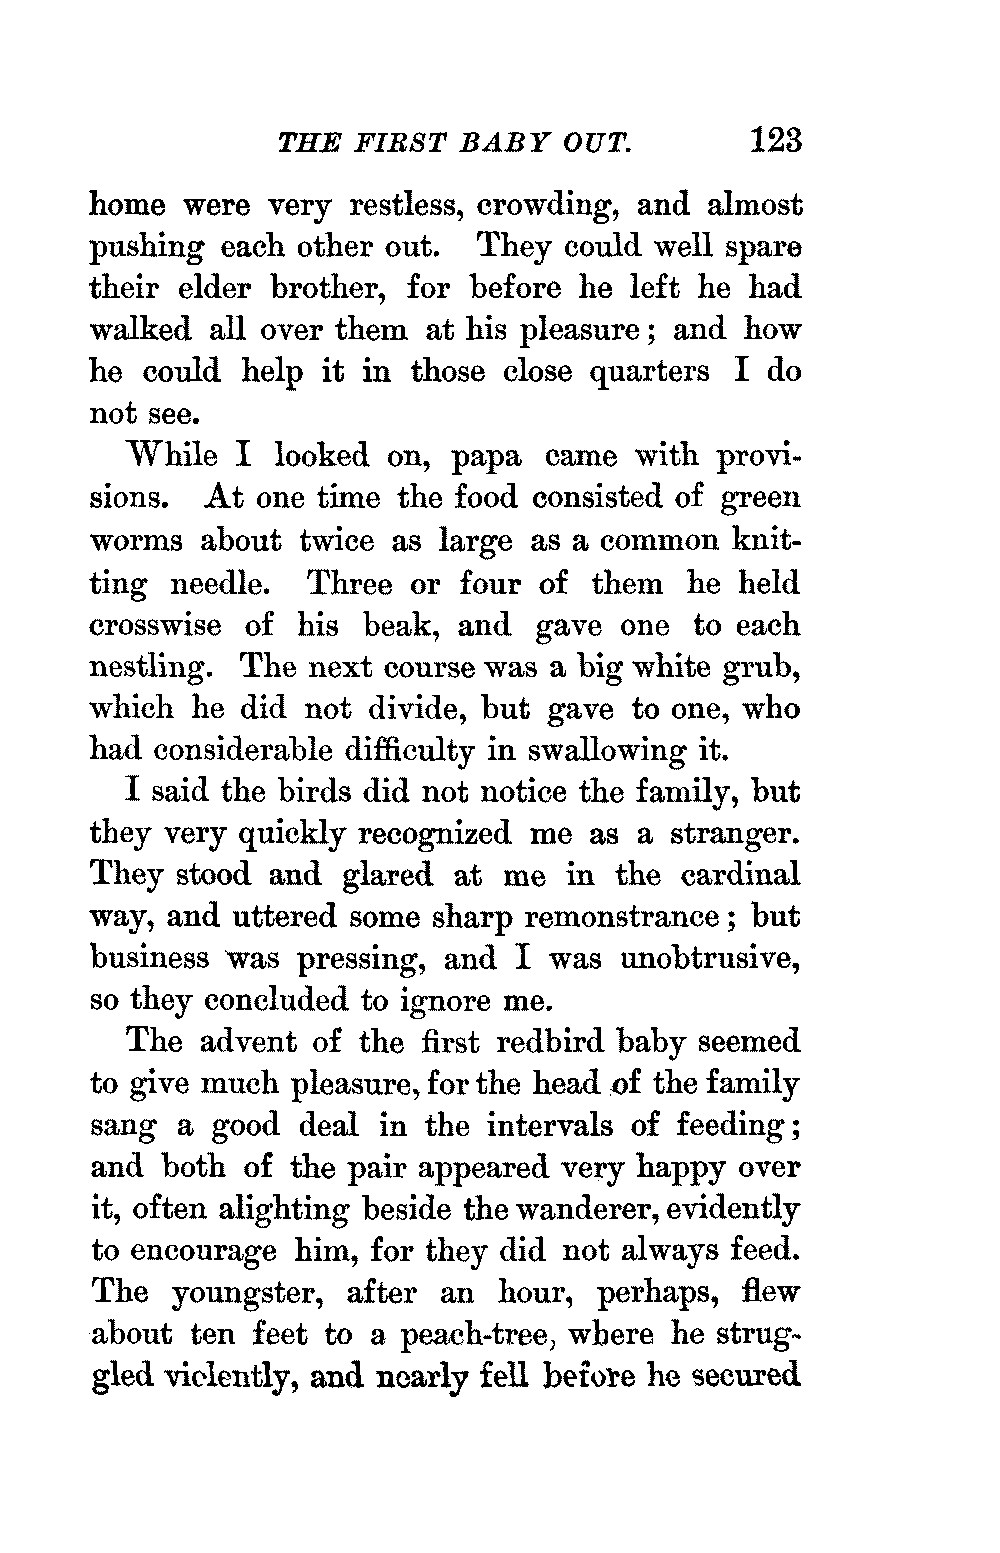 THE FIRST BABY OUT. 123
home were very restless, crowding, and almost
pushing each other out. They could well spare
their elder brother, for before he left he had
walked all over them at his pleasure; and how
he could help it in those close quarters I do
not see.
While I looked on, papa came with provi-
sions. At one time the food consisted of green
worms about twice as large as a common knit-
ting needle. Three or four of them he held
crosswise of his beak, and gave one to each
nestling. The next course was a big white grub,
which he did not divide, but gave to one, who
had considerable difficulty in swallowing it.
I said the birds did not notice the family, but
they very quickly recognized me as a stranger.
They stood and glared at me in the cardinal
way, and uttered some sharp remonstrance; but
business was pressing, and I was unobtrusive,
so they concluded to ignore me.
The advent of the first redbird baby seemed
to give much pleasure, for the head of the family
sang a good deal in the intervals of feeding;
and both of the pair appeared very happy over
it, often alighting beside the wanderer, evidently
to encourage him, for they did not always feed.
The youngster, after an hour, perhaps, flew
about ten feet to a peach-tree, where he strug-
gled violently, and nearly fell before he secured